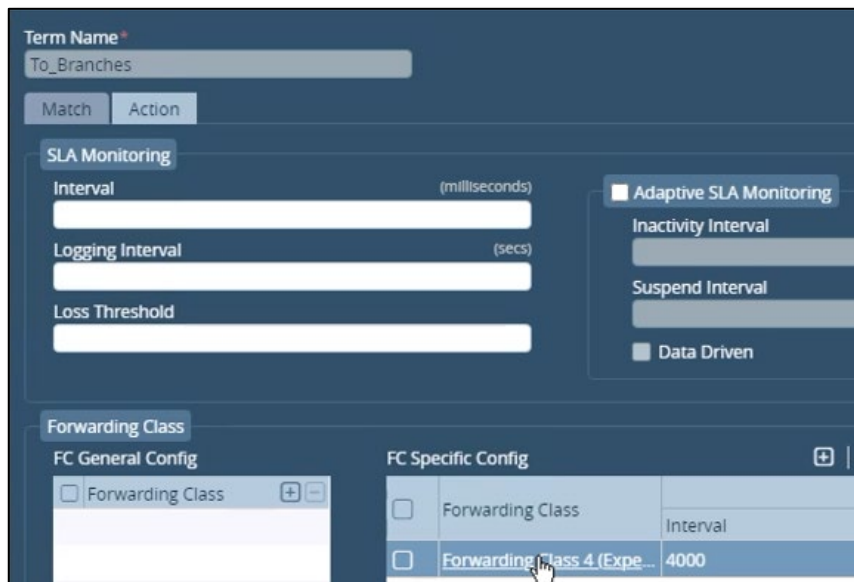 Term Name*
To_Branches
Match Action
SLA Monitoring
Interval (milliseconds)
Adaptive SLA Monitoring
Inactivity Interval
Logging Interval (secs)
Suspend Interval
Loss Threshold
Data Driven
Forwarding Class
FC General Config
FC Specific Config
Forwarding Class
Forwarding Class
Interval
Forwarding Class 4 (Expe... 4000